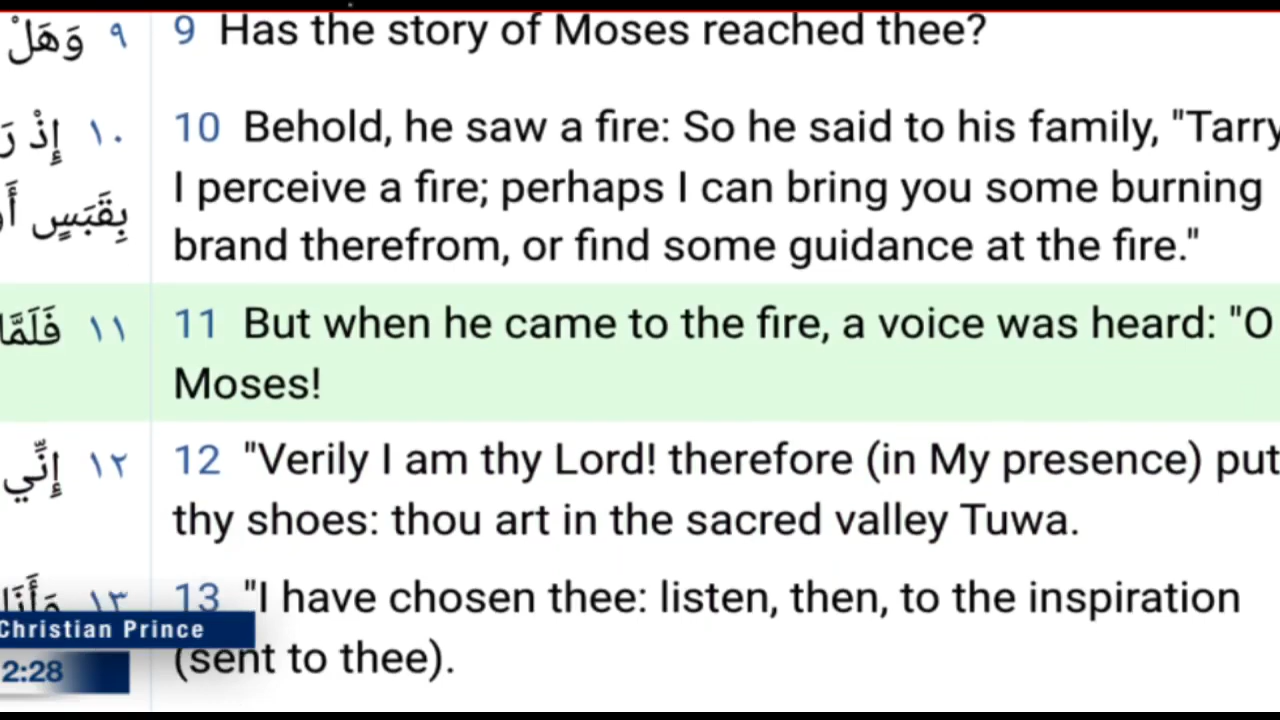 وَهَلْ ٩ 9 Has the story of Moses reached thee?
إِذْ رَ ١٠ 10 Behold, he saw a fire: So he said to his family, "Tarry
بِقَبَسٍ أَ I perceive a fire; perhaps I can bring you some burning
brand therefrom, or find some guidance at the fire."
فَلَمَّا ١١ 11 But when he came to the fire, a voice was heard: "O
Moses!
إِنِّي ١٢ 12 "Verily I am thy Lord! therefore (in My presence) put
thy shoes: thou art in the sacred valley Tuwa.
وَأَنَا ١٣ 13 "I have chosen thee: listen, then, to the inspiration
(sent to thee).
Christian Prince
2:28